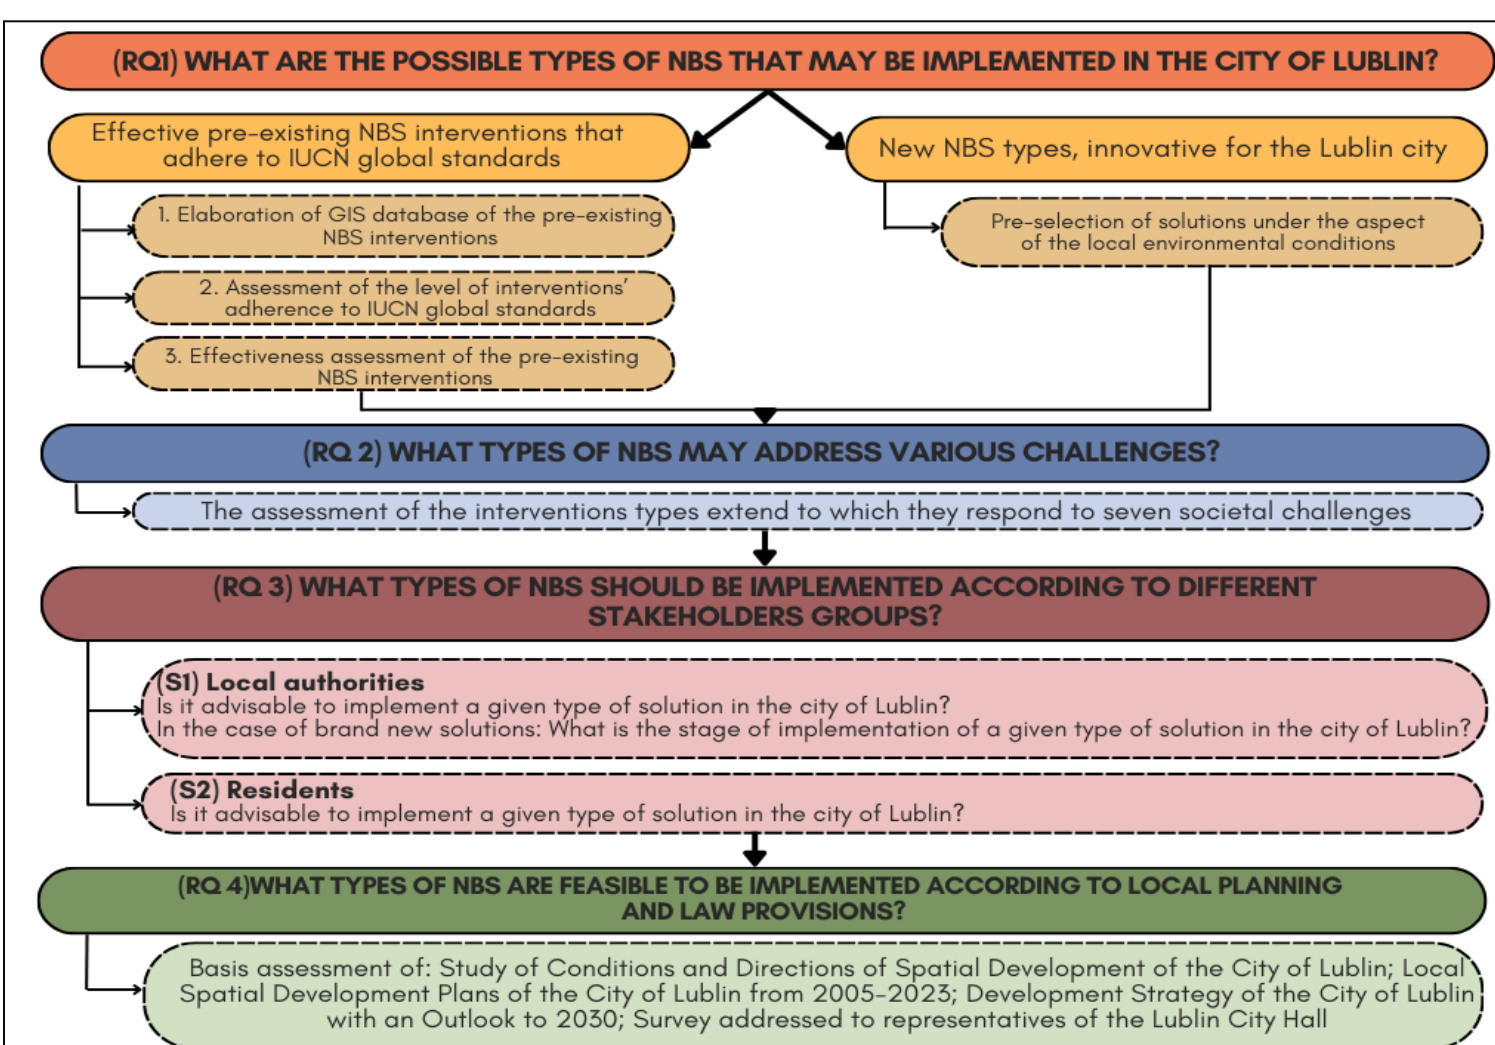 (RQ1) WHAT ARE THE POSSIBLE TYPES OF NBS THAT MAY BE IMPLEMENTED IN THE CITY OF LUBLIN?
Effective pre-existing NBS interventions that
adhere to IUCN global standards
1. Elaboration of GIS database of the pre-existing
NBS interventions
2. Assessment of the level of interventions'
adherence to IUCN global standards
3. Effectiveness assessment of the pre-existing
NBS interventions
New NBS types, innovative for the Lublin city
Pre-selection of solutions under the aspect
of the local environmental conditions
(RQ 2) WHAT TYPES OF NBS MAY ADDRESS VARIOUS CHALLENGES?
The assessment of the interventions types extend to which they respond to seven societal challenges
(RQ 3) WHAT TYPES OF NBS SHOULD BE IMPLEMENTED ACCORDING TO DIFFERENT
STAKEHOLDERS GROUPS?
(S1) Local authorities
Is it advisable to implement a given type of solution in the city of Lublin?
In the case of brand new solutions: What is the stage of implementation of a given type of solution in the city of Lublin?
(S2) Residents
Is it advisable to implement a given type of solution in the city of Lublin?
(RQ 4)WHAT TYPES OF NBS ARE FEASIBLE TO BE IMPLEMENTED ACCORDING TO LOCAL PLANNING
AND LAW PROVISIONS?
Basis assessment of: Study of Conditions and Directions of Spatial Development of the City of Lublin; Local
Spatial Development Plans of the City of Lublin from 2005-2023; Development Strategy of the City of Lublin
with an Outlook to 2030; Survey addressed to representatives of the Lublin City Hall